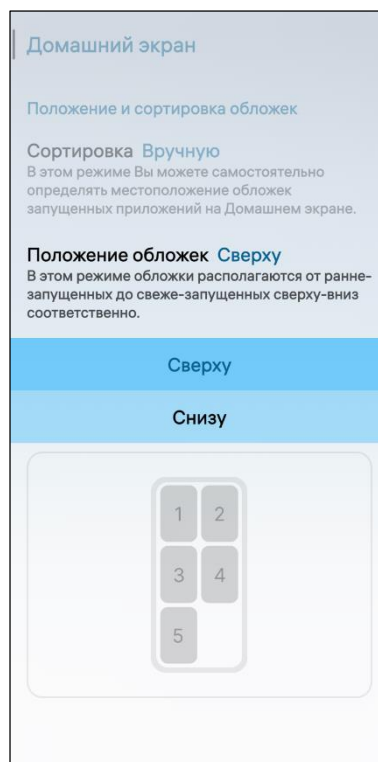 Домашний экран
Положение и сортировка обложек
Сортировка Вручную
В этом режиме Вы можете самостоятельно
определять местоположение обложек
запущенных приложений на Домашнем экране.
Положение обложек Сверху
В этом режиме обложки располагаются от ранне-
запущенных до свеже-запущенных сверху-вниз
соответственно.
Сверху
Снизу
1 2
3 4
5